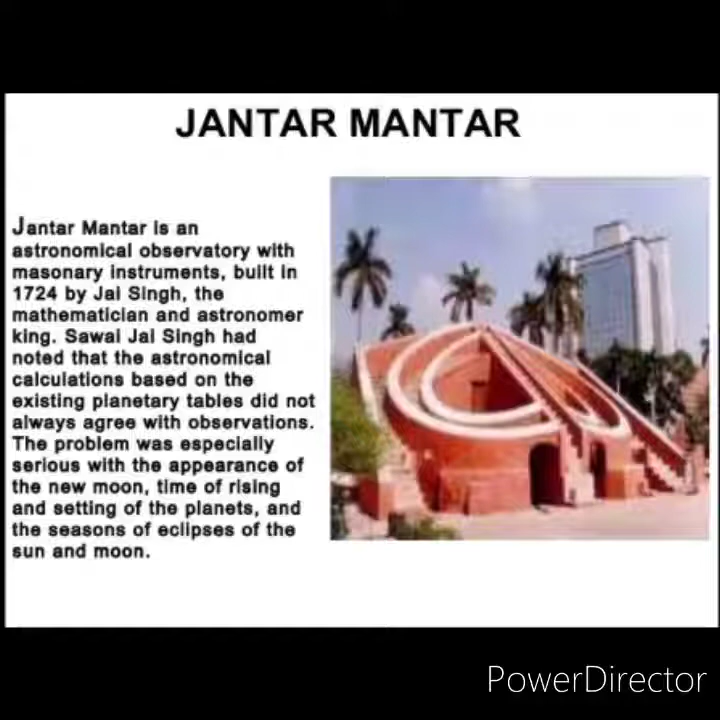 JANTAR MANTAR
Jantar Mantar is an
astronomical observatory with
masonary instruments, built in
1724 by Jai Singh, the
mathematician and astronomer
king. Sawai Jai Singh had
noted that the astronomical
calculations based on the
existing planetary tables did not
always agree with observations.
The problem was especially
serious with the appearance of
the new moon, time of rising
and setting of the planets, and
the seasons of eclipses of the
sun and moon.
PowerDirector